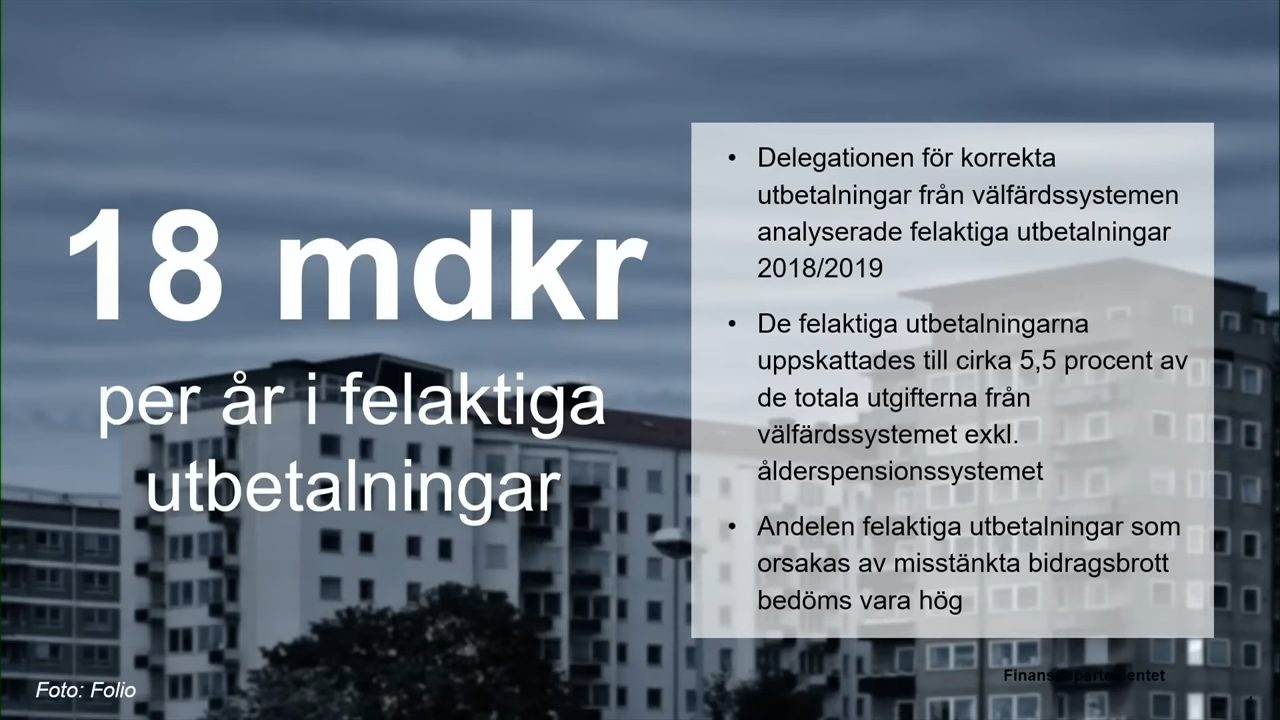 18 mdkr
per år i felaktiga
utbetalningar
• Delegationen för korrekta
utbetalningar från välfärdssystemen
analyserade felaktiga utbetalningar
2018/2019
• De felaktiga utbetalningarna
uppskattades till cirka 5,5 procent av
de totala utgifterna från
välfärdssystemet exkl.
ålderspensionssystemet
• Andelen felaktiga utbetalningar som
orsakas av misstänkta bidragsbrott
bedöms vara hög
Finansdepartementet
Foto: Folio